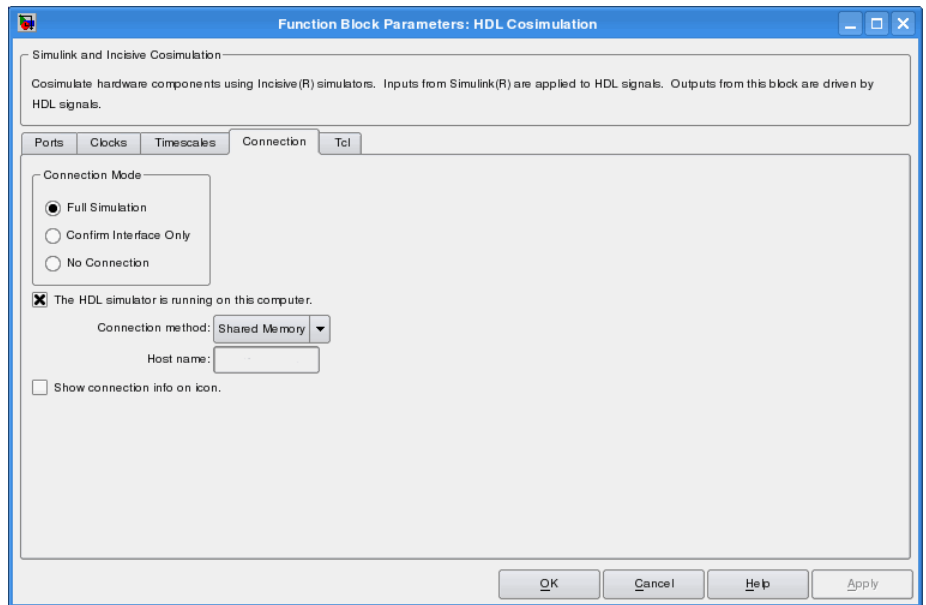 Function Block Parameters: HDL Cosimulation
Simulink and Incisive Cosimulation
Cosimulate hardware components using Incisive(R) simulators. Inputs from Simulink(R) are applied to HDL signals. Outputs from this block are driven by
HDL signals.
Ports Clocks Timescales Connection Tcl
Connection Mode
Full Simulation
Confirm Interface Only
No Connection
The HDL simulator is running on this computer.
Connection method: Shared Memory
Host name:
Show connection info on icon.
OK Cancel Help Apply